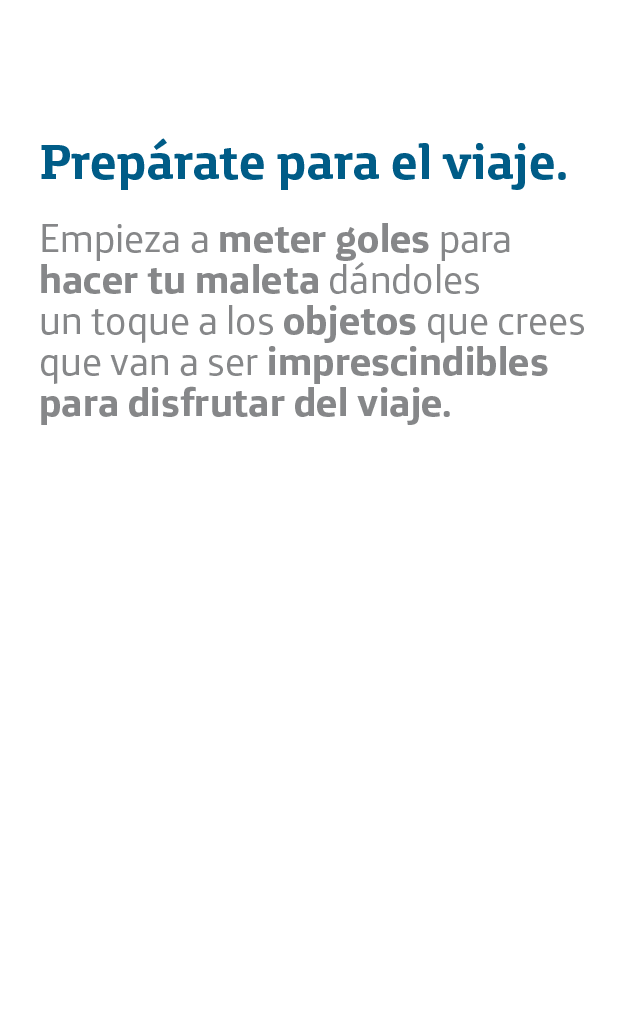 Prepárate para el viaje.
Empieza a meter goles para
hacer tu maleta dándoles
un toque a los objetos que crees
que van a ser imprescindibles
para disfrutar del viaje.